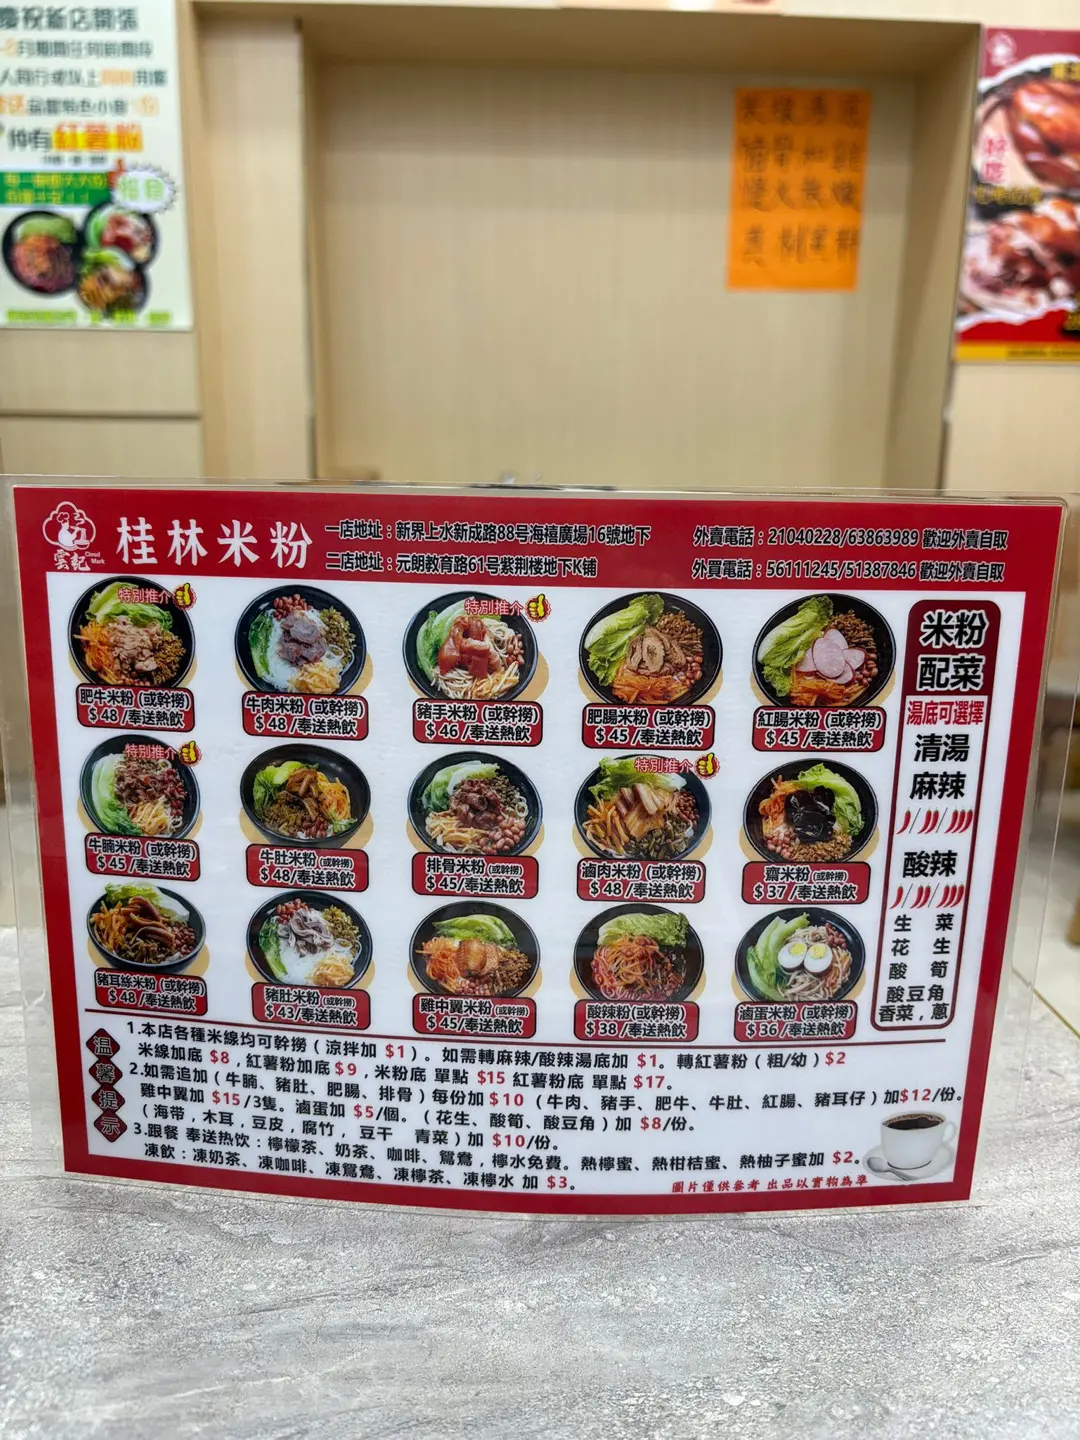 慶祝新店開張
仲有紅薯粉
雲記
Cloud
Mark
桂林米粉
一店地址：新界上水新成路88号海禧廣場16號地下
二店地址：元朗教育路61号紫荆楼地下K铺
外賣電話：21040228/63863989 歡迎外賣自取
外買電話：56111245/51387846 歡迎外賣自取
特別推介
肥牛米粉 (或幹撈)
$ 48 /奉送熱飲
牛肉米粉 (或幹撈)
$ 48 /奉送熱飲
特別推介
豬手米粉 (或幹撈)
$ 46 /奉送熱飲
肥腸米粉 (或幹撈)
$ 45 /奉送熱飲
紅腸米粉 (或幹撈)
$ 45 /奉送熱飲
特別推介
牛腩米粉 (或幹撈)
$ 45 /奉送熱飲
牛肚米粉 (或幹撈)
$ 48/奉送熱飲
排骨米粉 (或幹撈)
$ 45/奉送熱飲
特別推介
滷肉米粉 (或幹撈)
$ 48 /奉送熱飲
齋米粉 (或幹撈)
$ 37 /奉送熱飲
豬耳絲米粉 (或幹撈)
$ 48 /奉送熱飲
豬肚米粉 (或幹撈)
$ 43/奉送熱飲
雞中翼米粉 (或幹撈)
$ 45/奉送熱飲
酸辣粉(或幹撈)
$ 38 /奉送熱飲
滷蛋米粉 (或幹撈)
$ 36 /奉送熱飲
米粉
配菜
湯底可選擇
清湯
麻辣
酸辣
生菜
花生
酸筍
酸豆角
香菜，蔥
溫馨提示
1.本店各種米線均可幹撈（涼拌加 $1）。如需轉麻辣/酸辣湯底加 $1。轉紅薯粉（粗/幼）$2
米線加底 $8，紅薯粉加底$9，米粉底 單點 $15 紅薯粉底 單點 $17。
2.如需追加（牛腩、豬肚、肥腸、排骨）每份加 $10（牛肉、豬手、肥牛、牛肚、紅腸、豬耳仔）加$12/份。
雞中翼加 $15/3隻。滷蛋加 $5/個。（花生、酸筍、酸豆角）加 $8/份。
（海带，木耳，豆皮，腐竹，豆干 青菜）加 $10/份。
3.跟餐 奉送热饮：檸檬茶、奶茶、咖啡、鴛鴦，檸水免費。熱檸蜜、熱柑桔蜜、熱柚子蜜加 $2。
凍飲：凍奶茶、凍咖啡、凍鴛鴦、凍檸茶、凍檸水 加 $3。
圖片僅供參考 出品以實物為準